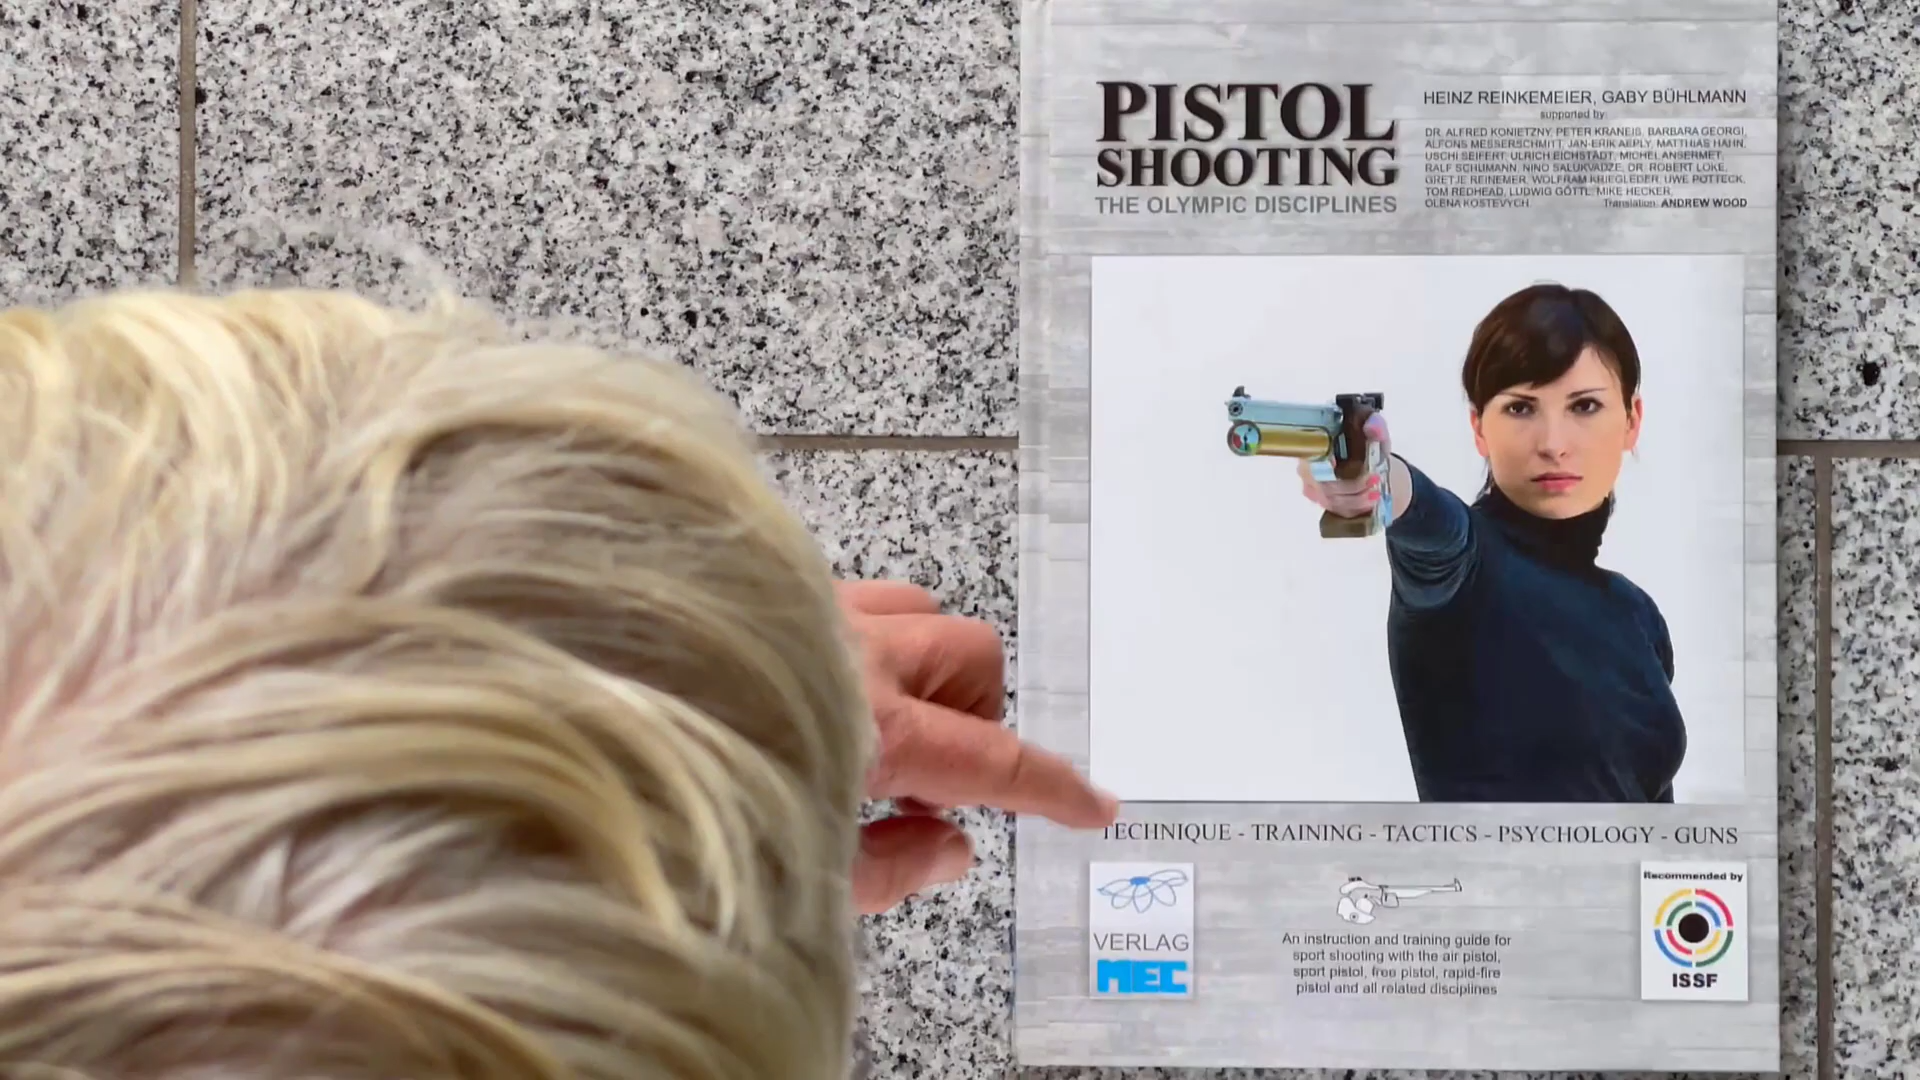 PISTOL
SHOOTING
THE OLYMPIC DISCIPLINES
HEINZ REINKEMEIER, GABY BÜHLMANN
supported by:
DR. ALFRED KONIETZNY, PETER KRANEIß, BARBARA GEORGI,
ALFONS MESSERSCHMITT, JAN-ERIK AEPLY, MATTHIAS HAHN,
USCHI SEIFERT, ULRICH EICHSTÄDT, MICHEL ANSERMET,
RALF SCHUMANN, NINO SALUKVADZE, DR. ROBERT LOKE,
GRETJE REINEMER, WOLFRAM KRIEGLEDER, UWE POTTECK,
TOM REDHEAD, LUDWIG GÖTTL, MIKE HECKER,
OLENA KOSTEVYCH Translation: ANDREW WOOD
TECHNIQUE - TRAINING - TACTICS - PSYCHOLOGY - GUNS
VERLAG
MEC
An instruction and training guide for
sport shooting with the air pistol,
sport pistol, free pistol, rapid-fire
pistol and all related disciplines
Recommended by
ISSF